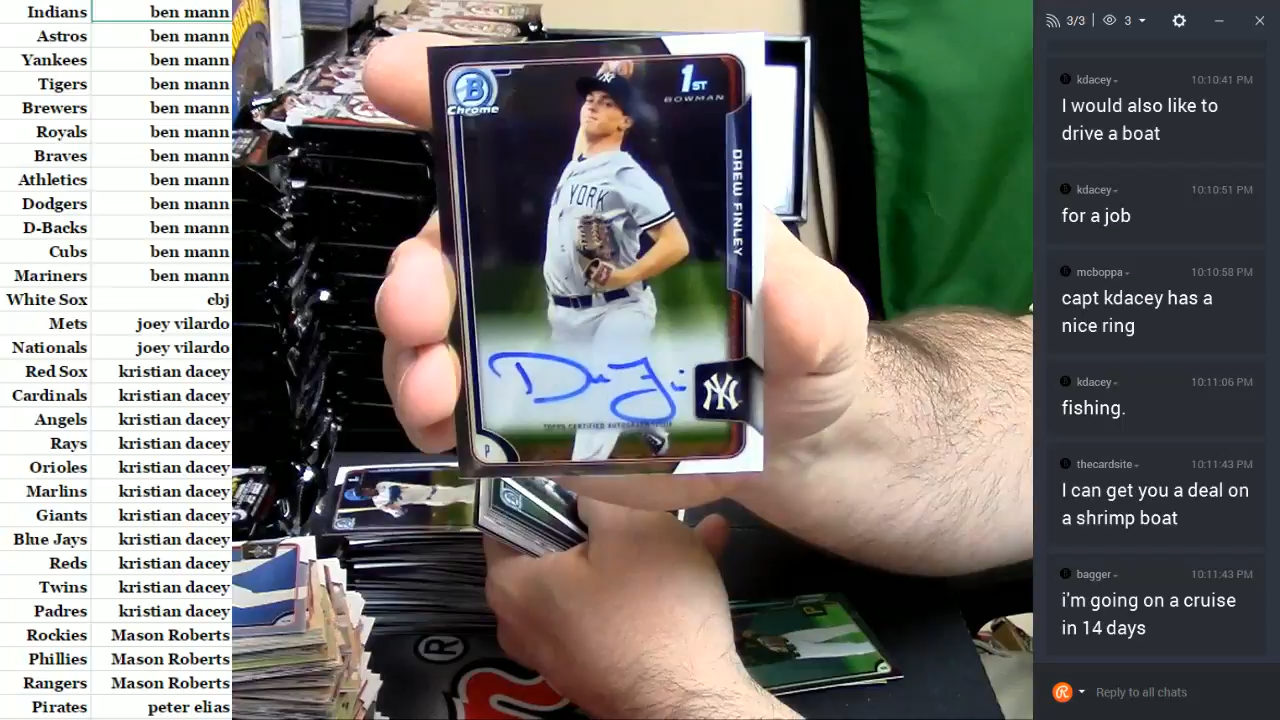 Indians ben mann
Astros ben mann
Yankees ben mann
Tigers ben mann
Brewers ben mann
Royals ben mann
Braves ben mann
Athletics ben mann
Dodgers ben mann
D-Backs ben mann
Cubs ben mann
Mariners ben mann
White Sox cbj
Mets joey vilardo
Nationals joey vilardo
Red Sox kristian dacey
Cardinals kristian dacey
Angels kristian dacey
Rays kristian dacey
Orioles kristian dacey
Marlins kristian dacey
Giants kristian dacey
Blue Jays kristian dacey
Reds kristian dacey
Twins kristian dacey
Padres kristian dacey
Rockies Mason Roberts
Phillies Mason Roberts
Rangers Mason Roberts
Pirates peter elias
B
Chrome
1ST
BOWMAN
NY
YORK
DREW FINLEY
NY
TOPPS CERTIFIED AUTOGRAPH ISSUE
P
®
3/3 3
kdacey 10:10:41 PM
I would also like to
drive a boat
kdacey 10:10:51 PM
for a job
mcboppa 10:10:58 PM
capt kdacey has a
nice ring
kdacey 10:11:06 PM
fishing.
thecardsite 10:11:43 PM
I can get you a deal on
a shrimp boat
bagger 10:11:43 PM
i'm going on a cruise
in 14 days
Reply to all chats